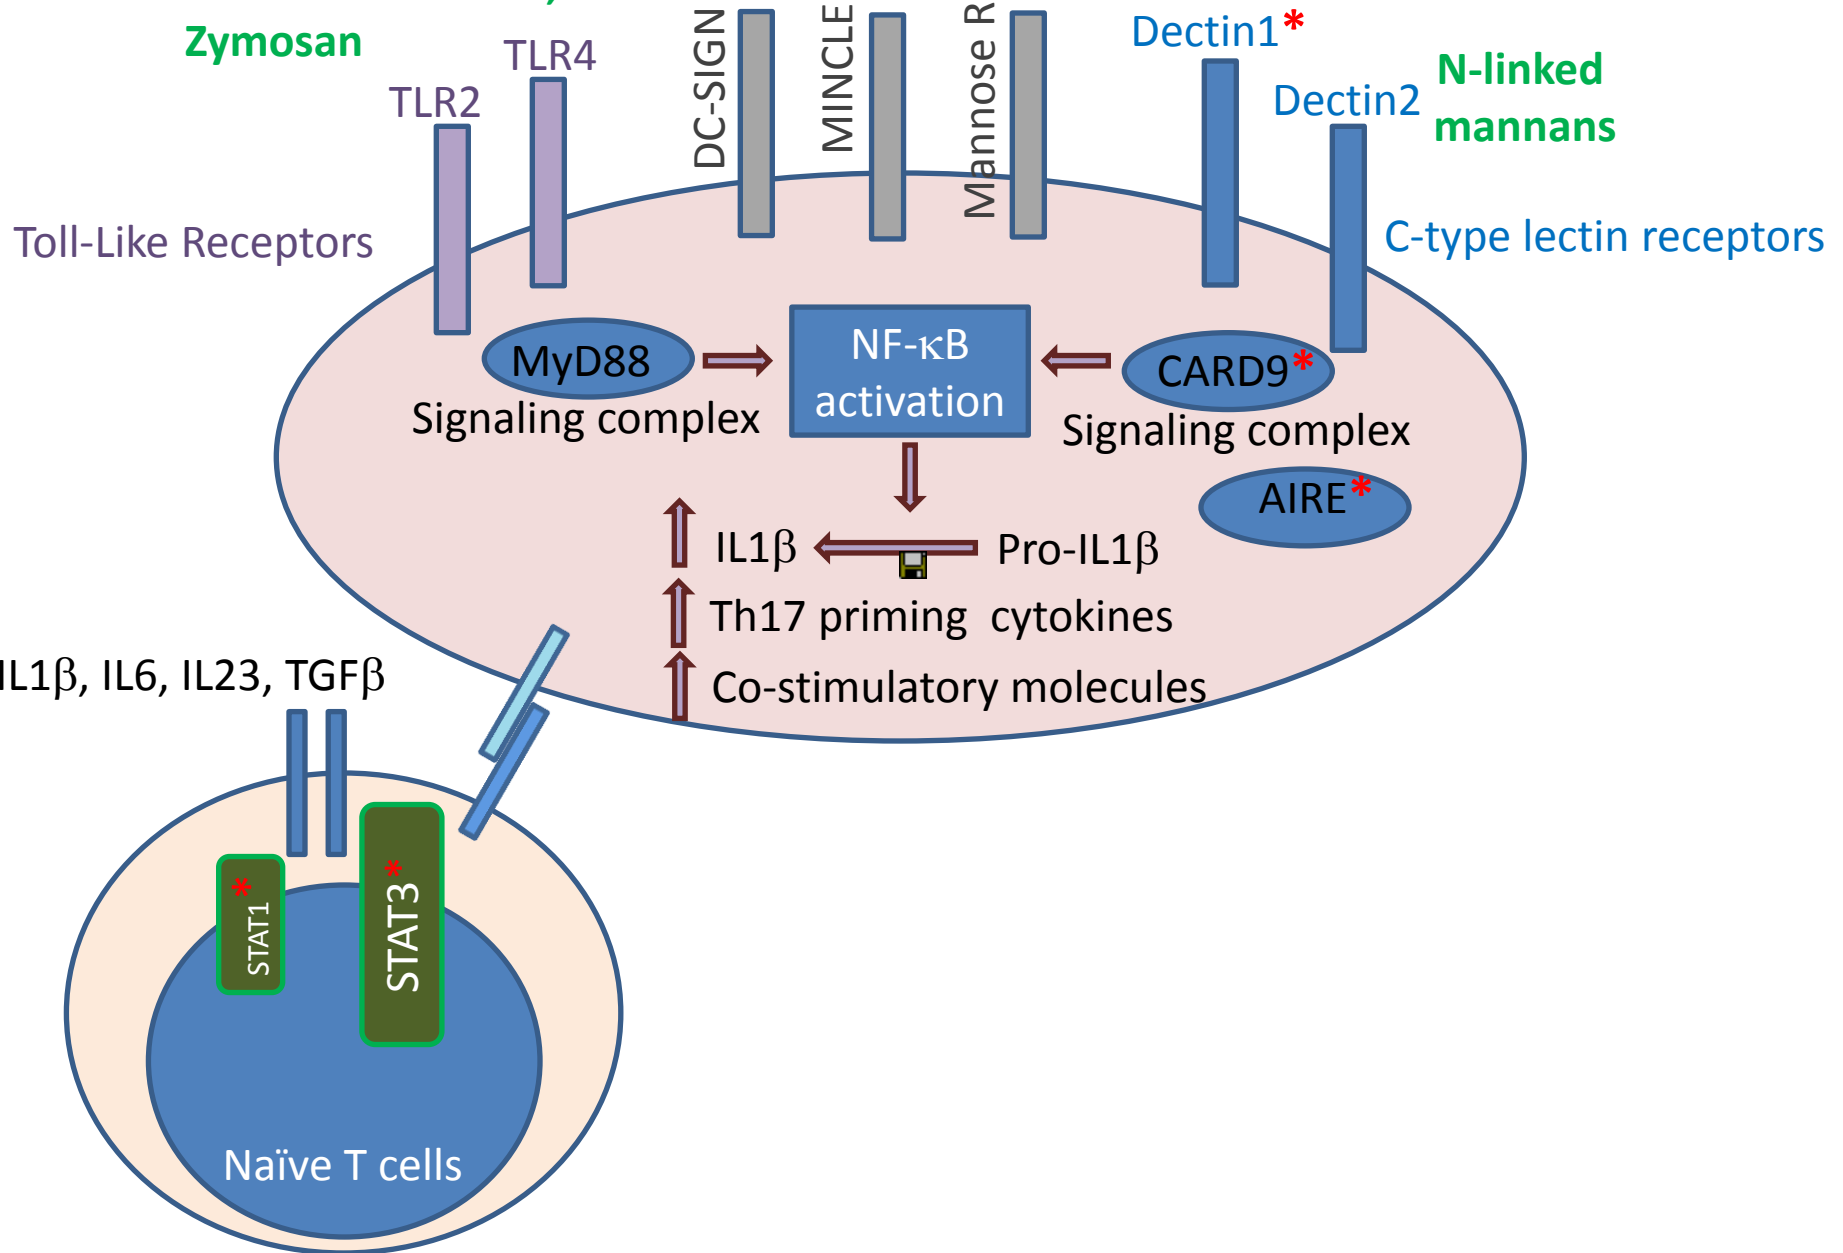 Zymosan
TLR2
TLR4
DC-SIGN
MINCLE
Mannose R
Dectin1*
Dectin2
N-linked
mannans
Toll-Like Receptors
C-type lectin receptors
MyD88
Signaling complex
NF-κB
activation
CARD9*
Signaling complex
AIRE*
IL1β
Pro-IL1β
Th17 priming cytokines
Co-stimulatory molecules
IL1β, IL6, IL23, TGFβ
STAT1*
STAT3*
Naïve T cells